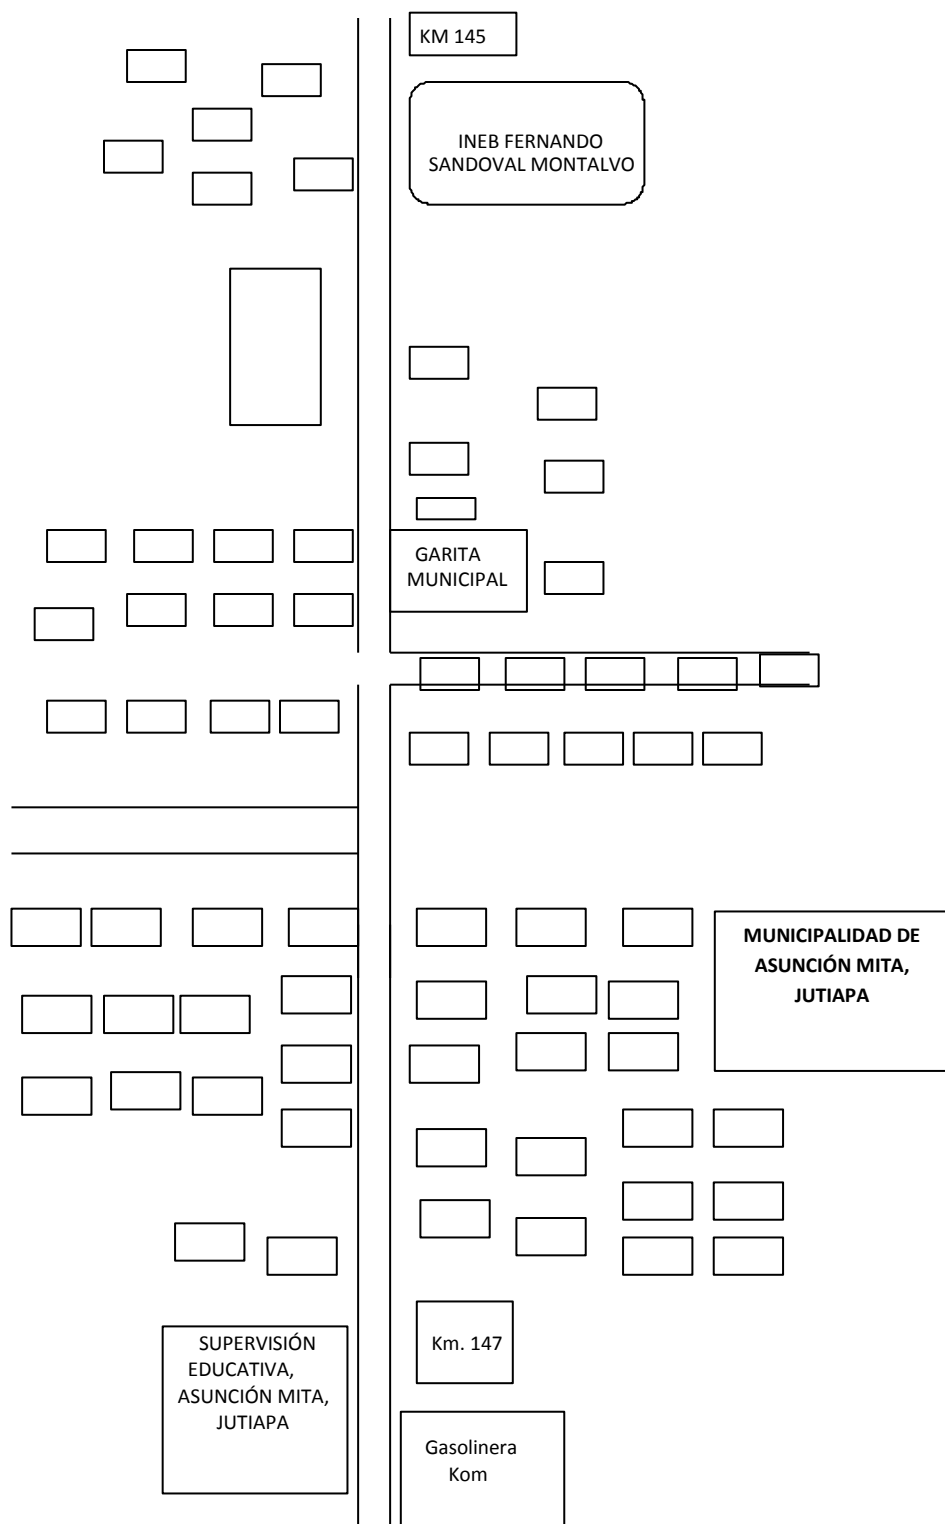 KM 145
INEB FERNANDO
SANDOVAL MONTALVO
GARITA
MUNICIPAL
MUNICIPALIDAD DE
ASUNCIÓN MITA,
JUTIAPA
Km. 147
SUPERVISIÓN
EDUCATIVA,
ASUNCIÓN MITA,
JUTIAPA
Gasolinera
Kom